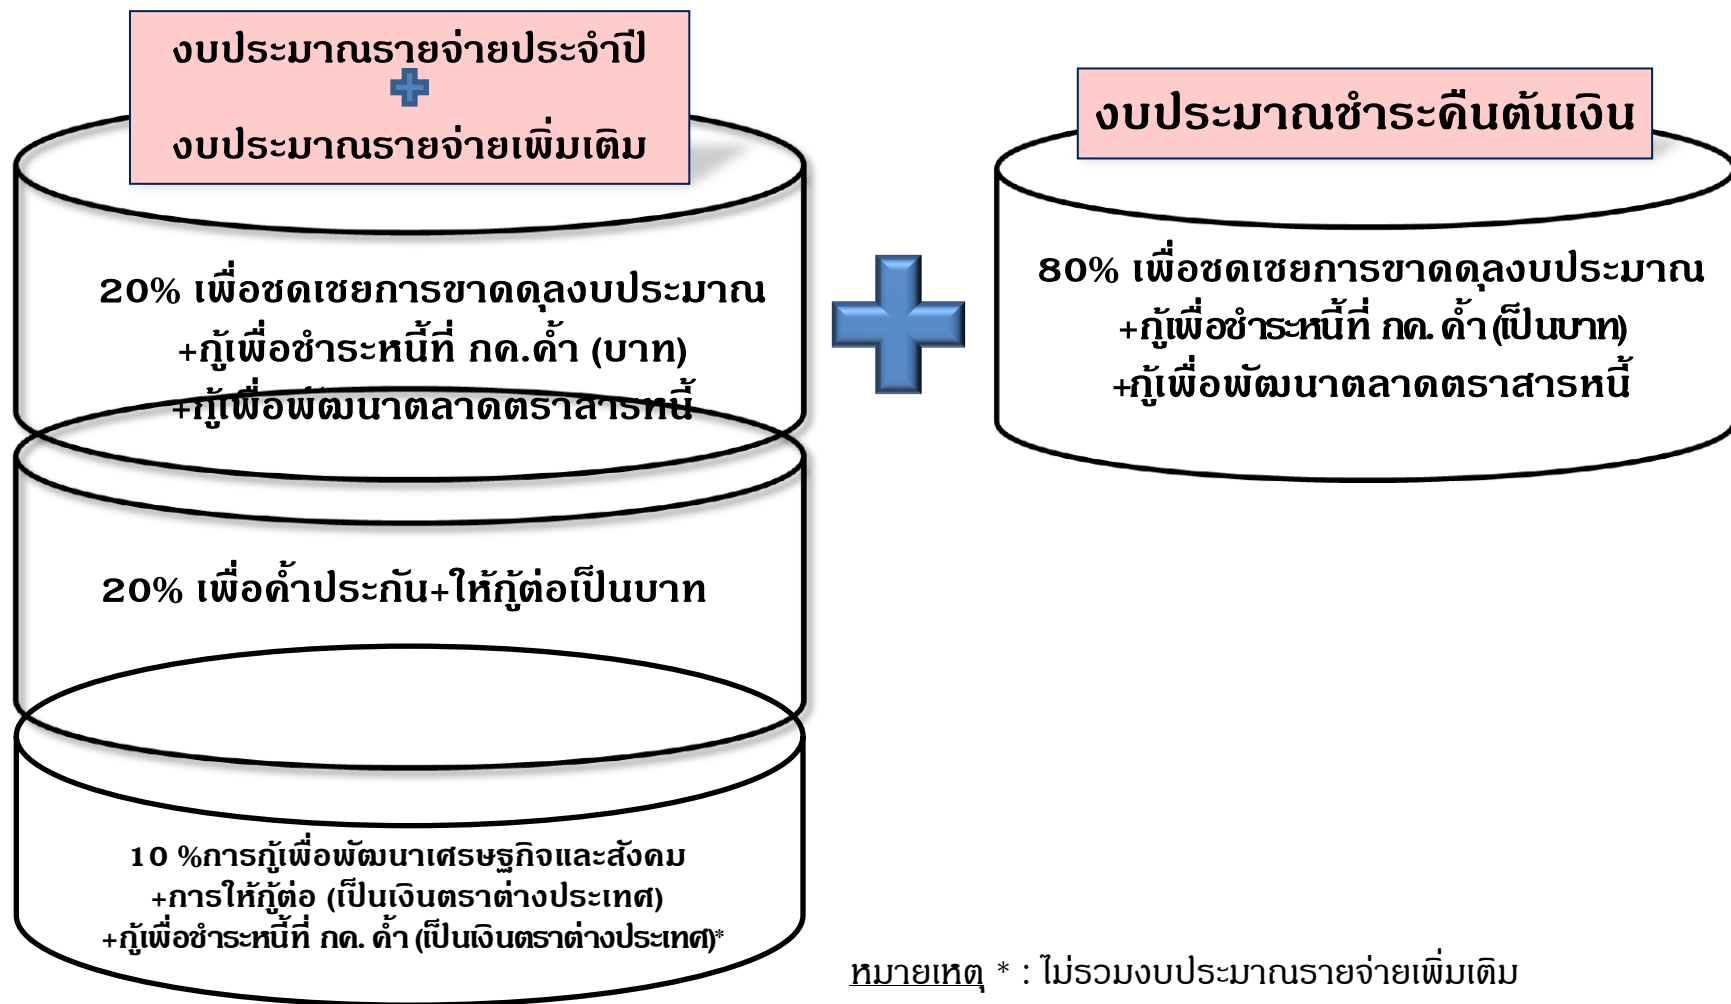 งบประมาณรายจ่ายประจำปี
งบประมาณรายจ่ายเพิ่มเติม
20% เพื่อชดเชยการขาดดุลงบประมาณ
+กู้เพื่อชำระหนี้ที่ กค.ค้ำ (บาท)
+กู้เพื่อพัฒนาตลาดตราสารหนี้
20% เพื่อค้ำประกัน+ให้กู้ต่อเป็นบาท
10 %การกู้เพื่อพัฒนาเศรษฐกิจและสังคม
+การให้กู้ต่อ (เป็นเงินตราต่างประเทศ)
+กู้เพื่อชำระหนี้ที่ กค. ค้ำ (เป็นเงินตราต่างประเทศ)*
งบประมาณชำระคืนต้นเงิน
80% เพื่อชดเชยการขาดดุลงบประมาณ
+กู้เพื่อชำระหนี้ที่ กค. ค้ำ (เป็นบาท)
+กู้เพื่อพัฒนาตลาดตราสารหนี้
หมายเหตุ * : ไม่รวมงบประมาณรายจ่ายเพิ่มเติม